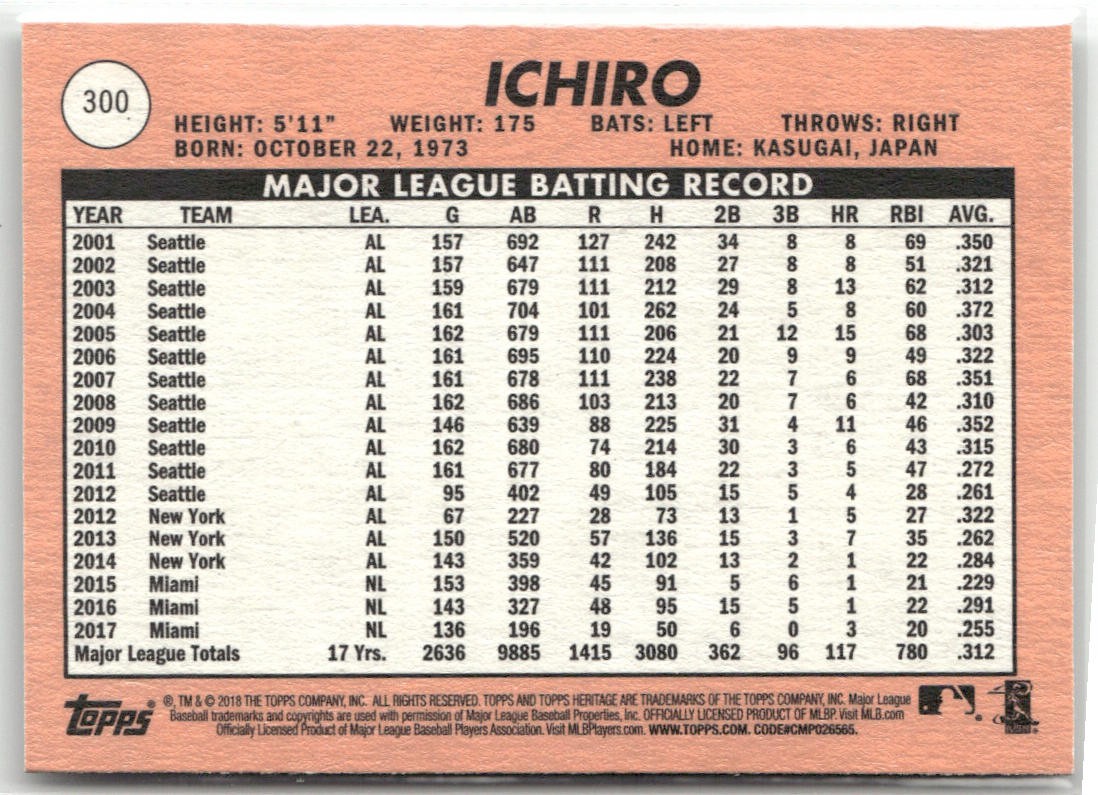 300
ICHIRO
HEIGHT: 5'11" WEIGHT: 175 BATS: LEFT THROWS: RIGHT
BORN: OCTOBER 22, 1973 HOME: KASUGAI, JAPAN
MAJOR LEAGUE BATTING RECORD
YEAR TEAM LEA. G AB R H 2B 3B HR RBI AVG.
2001 Seattle AL 157 692 127 242 34 8 8 69 .350
2002 Seattle AL 157 647 111 208 27 8 8 51 .321
2003 Seattle AL 159 679 111 212 29 8 13 62 .312
2004 Seattle AL 161 704 101 262 24 5 8 60 .372
2005 Seattle AL 162 679 111 206 21 12 15 68 .303
2006 Seattle AL 161 695 110 224 20 9 9 49 .322
2007 Seattle AL 161 678 111 238 22 7 6 68 .351
2008 Seattle AL 162 686 103 213 20 7 6 42 .310
2009 Seattle AL 146 639 88 225 31 4 11 46 .352
2010 Seattle AL 162 680 74 214 30 3 6 43 .315
2011 Seattle AL 161 677 80 184 22 3 5 47 .272
2012 Seattle AL 95 402 49 105 15 5 4 28 .261
2012 New York AL 67 227 28 73 13 1 5 27 .322
2013 New York AL 150 520 57 136 15 3 7 35 .262
2014 New York AL 143 359 42 102 13 2 1 22 .284
2015 Miami NL 153 398 45 91 5 6 1 21 .229
2016 Miami NL 143 327 48 95 15 5 1 22 .291
2017 Miami NL 136 196 19 50 6 0 3 20 .255
Major League Totals 17 Yrs. 2636 9885 1415 3080 362 96 117 780 .312
topps ®, TM & © 2018 THE TOPPS COMPANY, INC. ALL RIGHTS RESERVED. TOPPS AND TOPPS HERITAGE ARE TRADEMARKS OF THE TOPPS COMPANY, INC. Major League
Baseball trademarks and copyrights are used with permission of Major League Baseball Properties, Inc. OFFICIALLY LICENSED PRODUCT OF MLBP. Visit MLB.com
Officially Licensed Product of Major League Baseball Players Association. Visit MLBPlayers.com. WWW.TOPPS.COM. CODE#CMP026565.